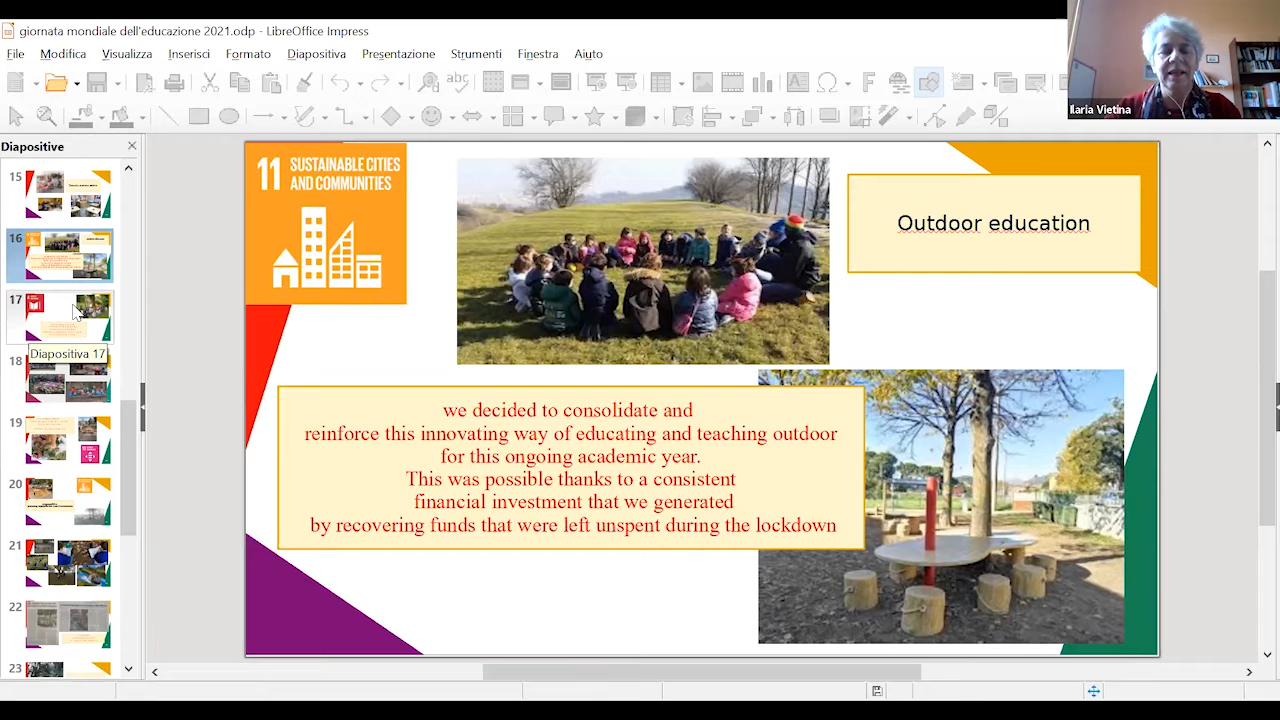 giornata mondiale dell'educazione 2021.odp - LibreOffice Impress
File Modifica Visualizza Inserisci Formato Diapositiva Presentazione Strumenti Finestra Aiuto
Ilaria Vietina
Diapositive
15
16
17
Diapositiva 17
18
19
20
21
22
23
11 SUSTAINABLE CITIES
AND COMMUNITIES
Outdoor education
we decided to consolidate and
reinforce this innovating way of educating and teaching outdoor
for this ongoing academic year.
This was possible thanks to a consistent
financial investment that we generated
by recovering funds that were left unspent during the lockdown